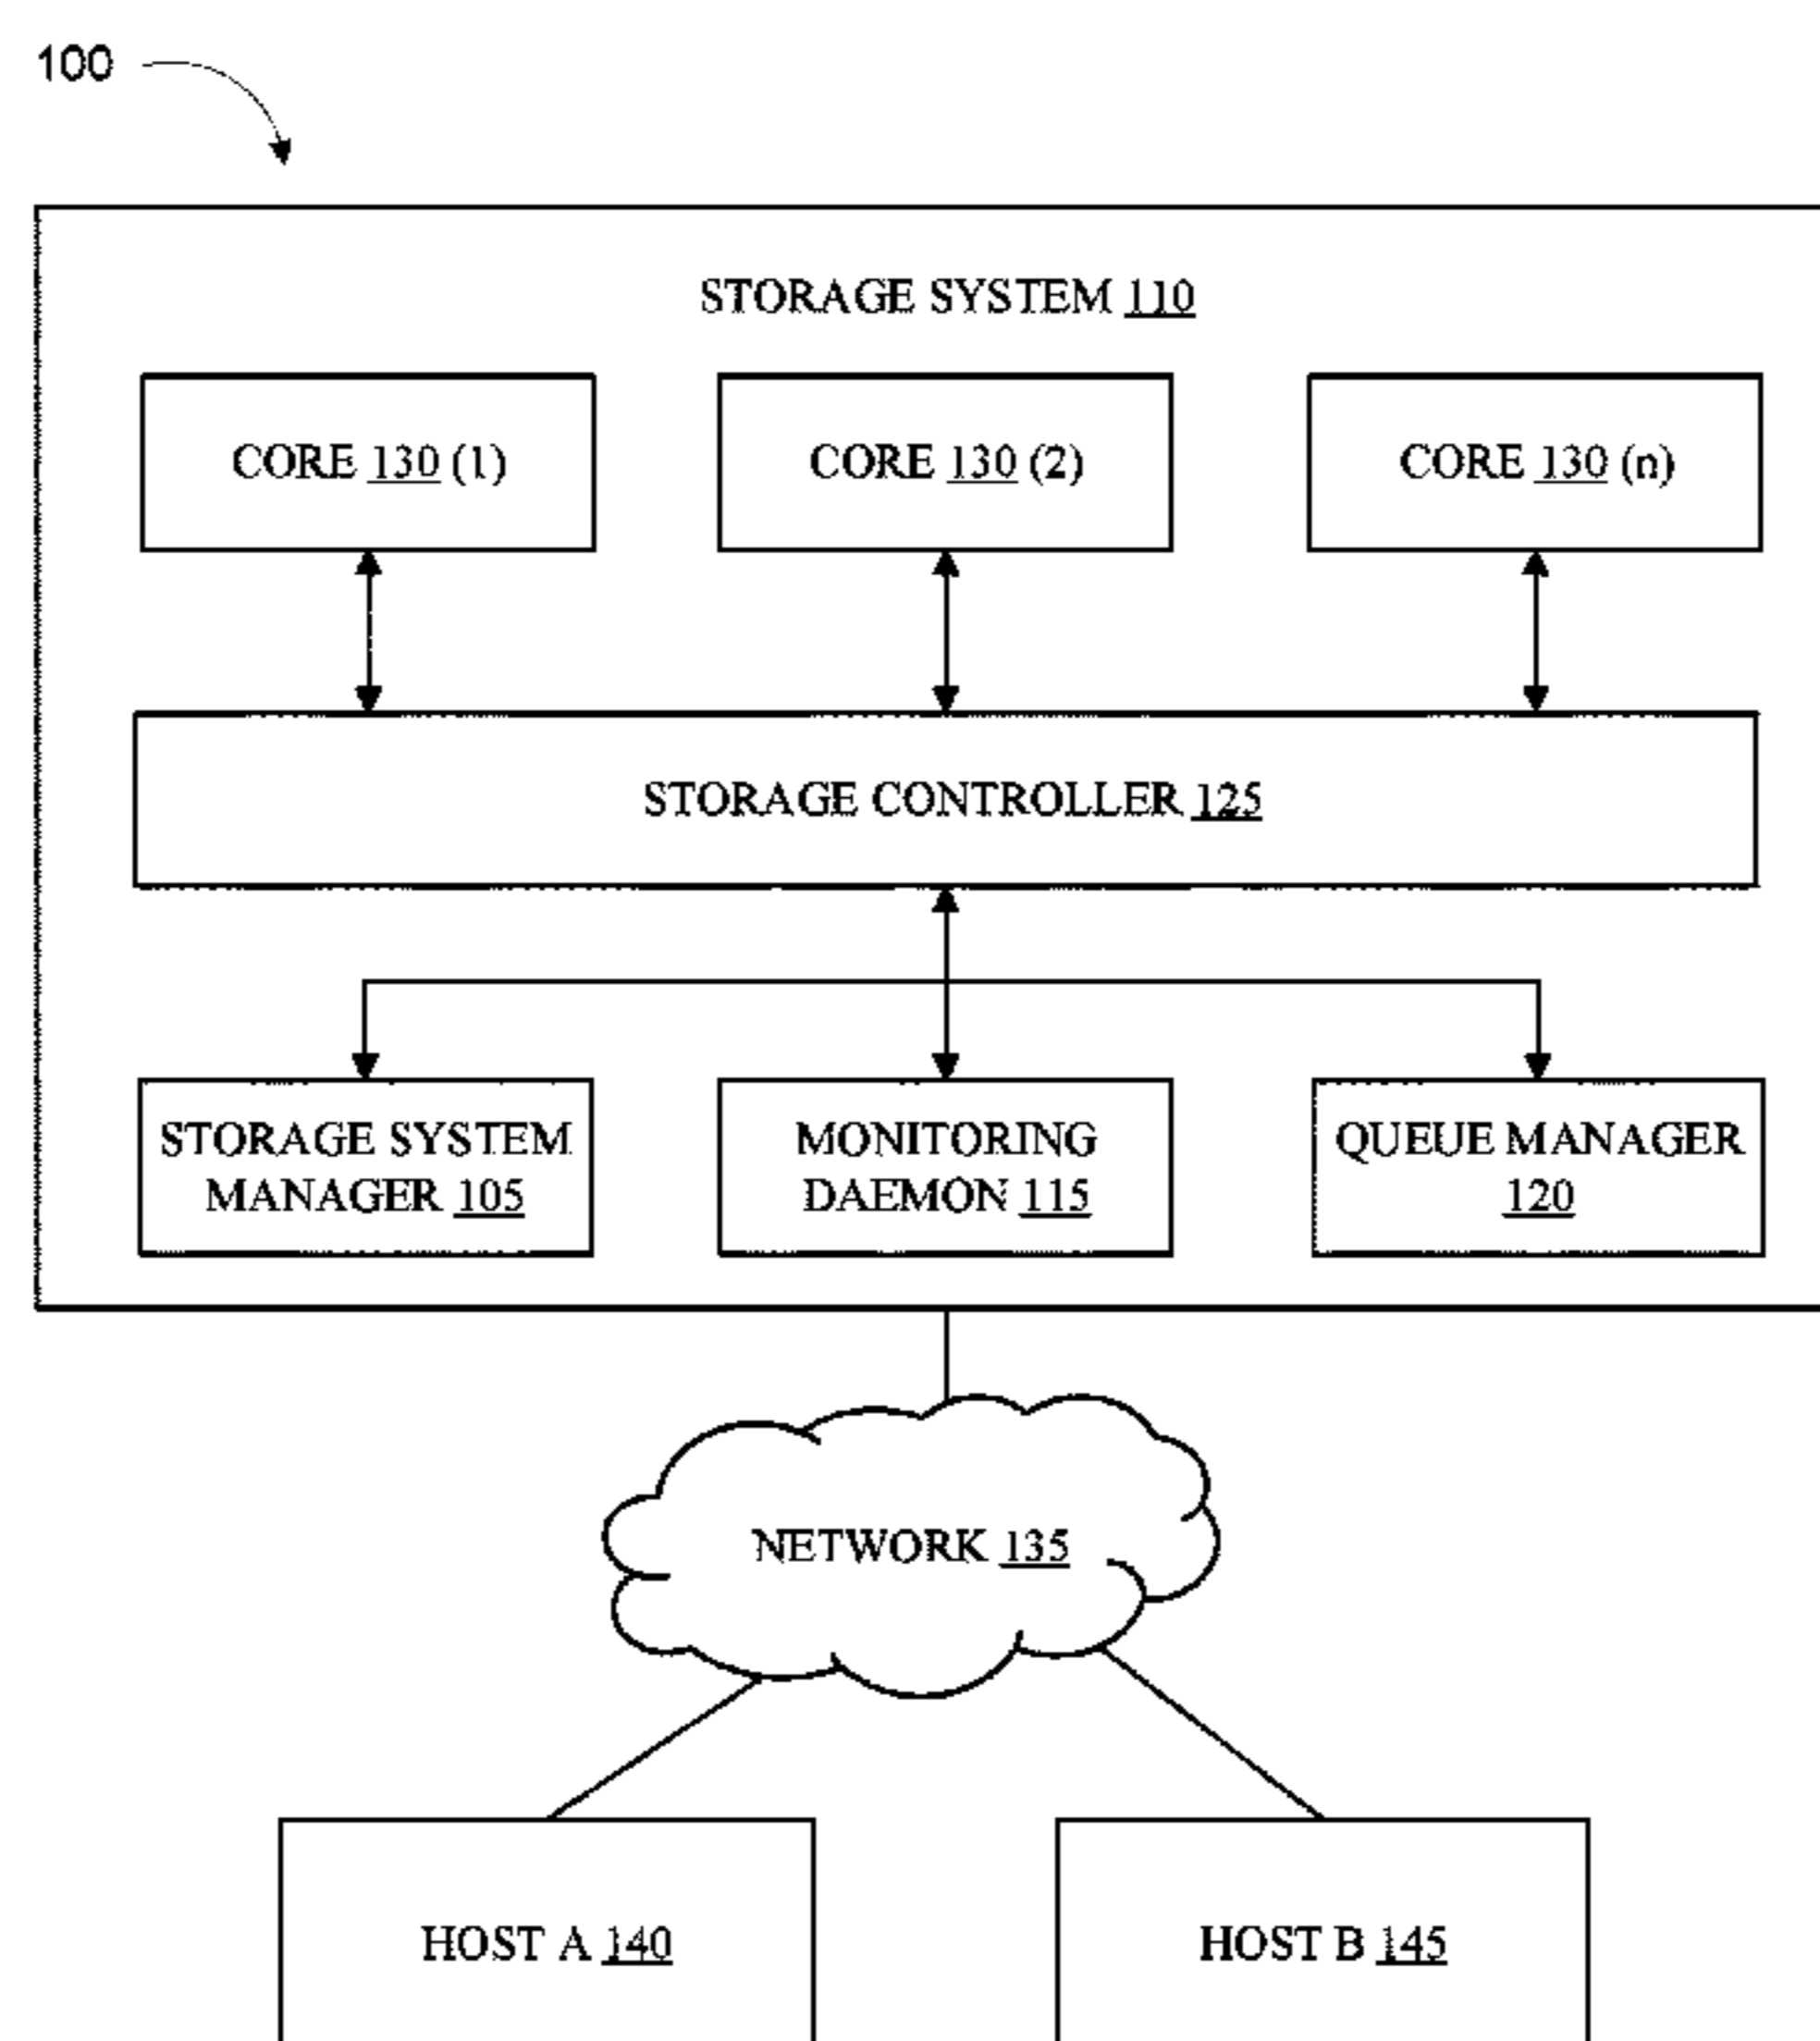 100
STORAGE SYSTEM 110
CORE 130 (1)
CORE 130 (2)
CORE 130 (n)
STORAGE CONTROLLER 125
STORAGE SYSTEM
MANAGER 105
MONITORING
DAEMON 115
QUEUE MANAGER
120
NETWORK 135
HOST A 140
HOST B 145